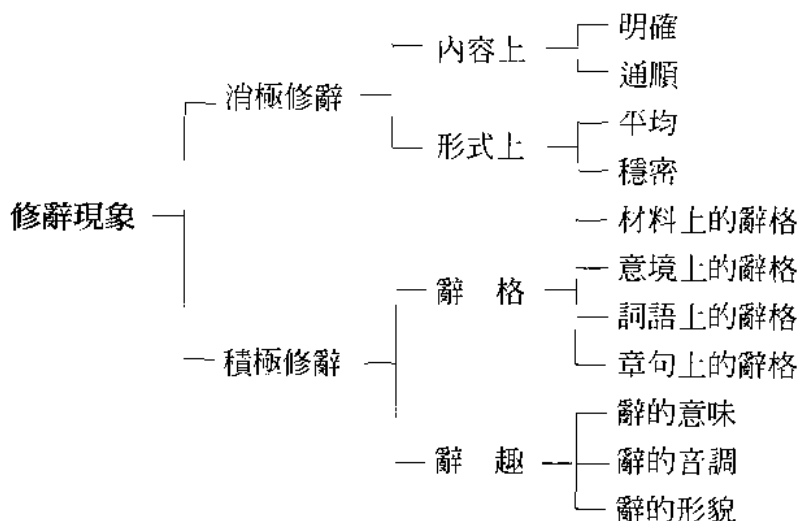 明確
內容上
通順
消極修辭
平均
形式上
穩密
修辭現象
材料上的辭格
意境上的辭格
辭 格
詞語上的辭格
積極修辭
章句上的辭格
辭的意味
辭 趣
辭的音調
辭的形貌